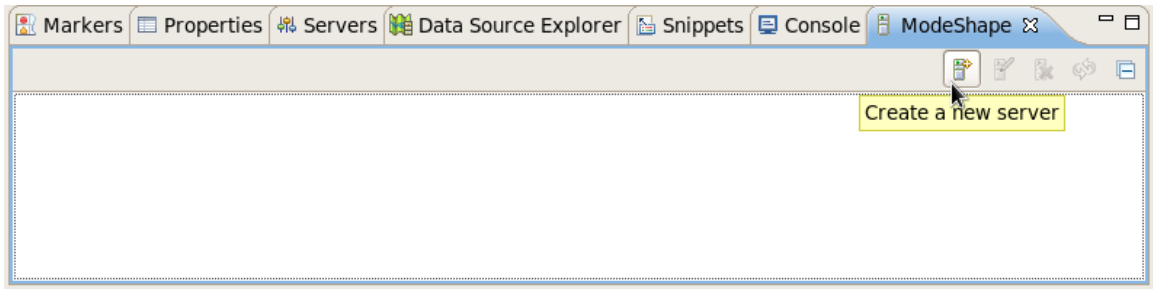 Markers Properties Servers Data Source Explorer Snippets Console ModeShape
Create a new server